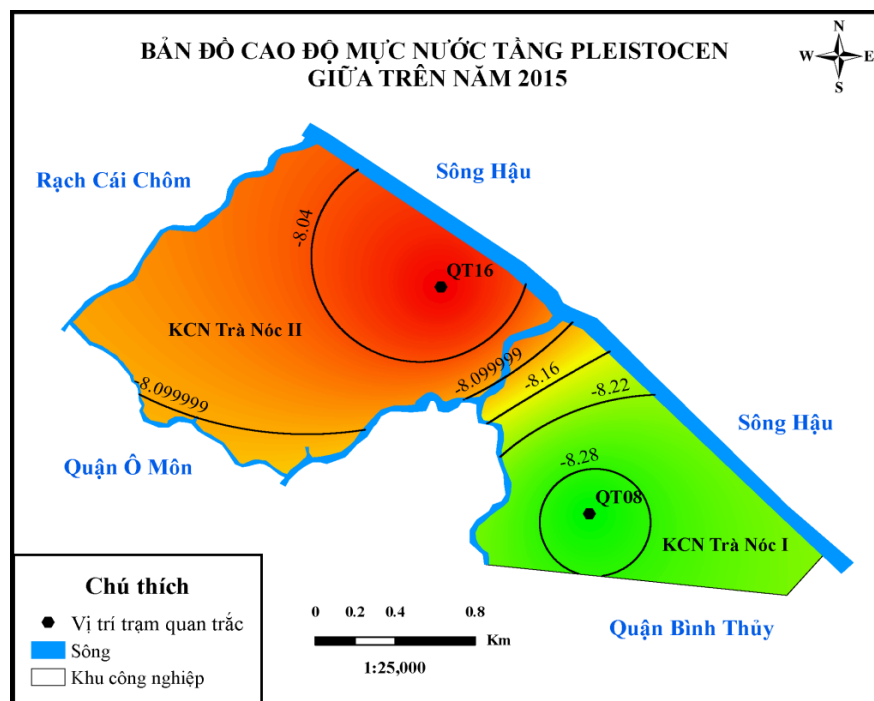 BẢN ĐỒ CAO ĐỘ MỰC NƯỚC TẦNG PLEISTOCEN
GIỮA TRÊN NĂM 2015
N
W E
S
Rạch Cái Chôm
Sông Hậu
-8.04
QT16
KCN Trà Nóc II
-8.099999
-8.099999
-8.16
-8.22
Sông Hậu
Quận Ô Môn
-8.28
QT08
KCN Trà Nóc I
Quận Bình Thủy
Chú thích
Vị trí trạm quan trắc
Sông
Khu công nghiệp
0 0.2 0.4 0.8
Km
1:25,000